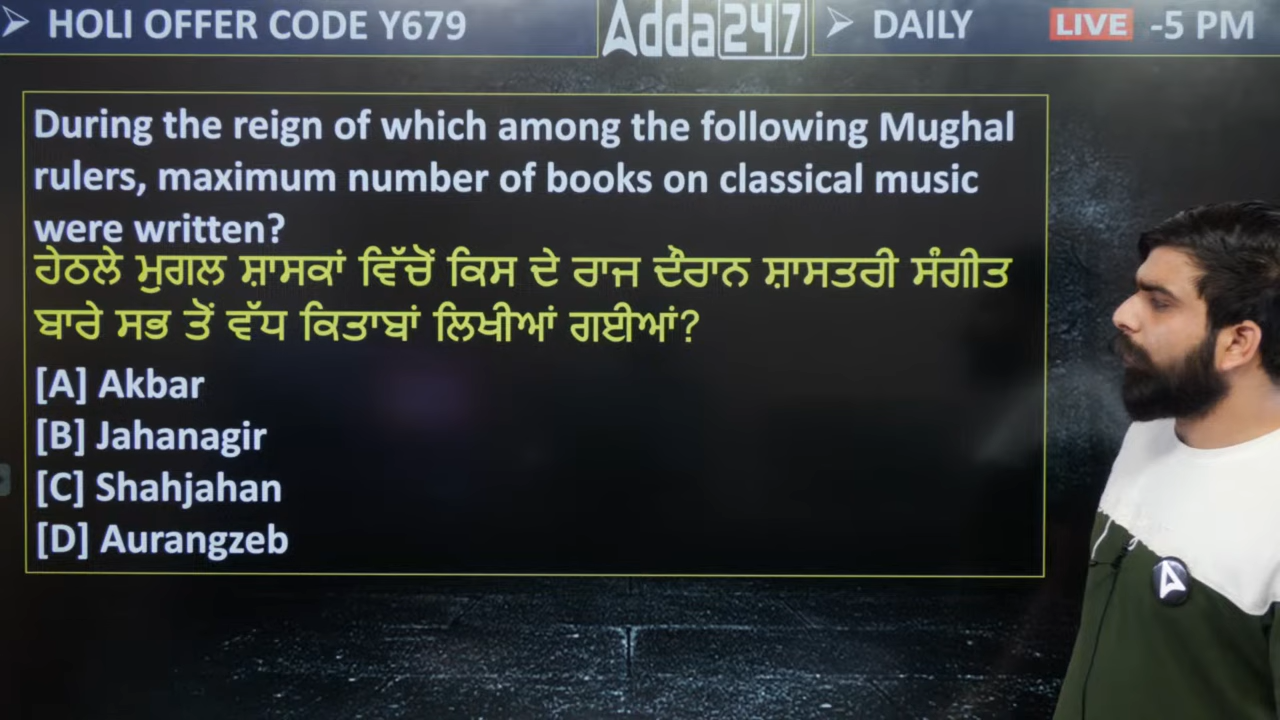 HOLI OFFER CODE Y679
Adda247
DAILY LIVE -5 PM
During the reign of which among the following Mughal
rulers, maximum number of books on classical music
were written?
ਹੇਠਲੇ ਮੁਗਲ ਸ਼ਾਸਕਾਂ ਵਿੱਚੋਂ ਕਿਸ ਦੇ ਰਾਜ ਦੌਰਾਨ ਸ਼ਾਸਤਰੀ ਸੰਗੀਤ
ਬਾਰੇ ਸਭ ਤੋਂ ਵੱਧ ਕਿਤਾਬਾਂ ਲਿਖੀਆਂ ਗਈਆਂ?
[A] Akbar
[B] Jahanagir
[C] Shahjahan
[D] Aurangzeb